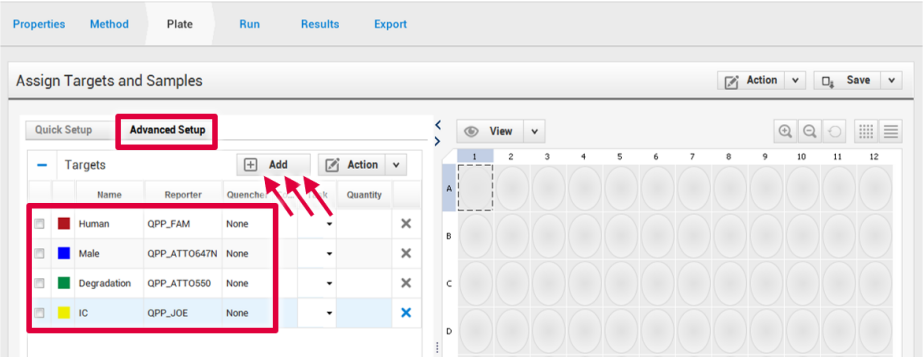 Properties Method Plate Run Results Export
Assign Targets and Samples Action Save
Quick Setup Advanced Setup View
Targets Add Action
1 2 3 4 5 6 7 8 9 10 11 12
Name Reporter Quantity
A
Human QPP_FAM None
B
Male QPP_ATTO647N None
Degradation QPP_ATTO550 None
C
IC QPP_JOE None
D